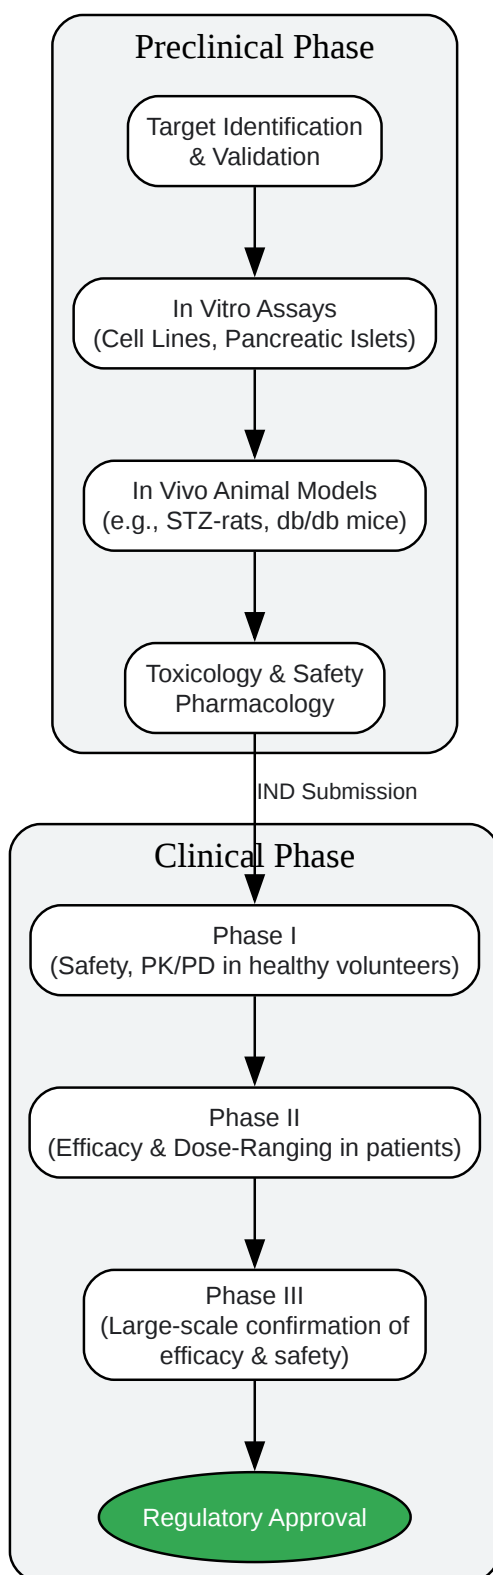 Preclinical Phase
Target Identification
& Validation
In Vitro Assays
(Cell Lines, Pancreatic Islets)
In Vivo Animal Models
(e.g., STZ-rats, db/db mice)
Toxicology & Safety
Pharmacology
IND Submission
Clinical Phase
Phase I
(Safety, PK/PD in healthy volunteers)
Phase II
(Efficacy & Dose-Ranging in patients)
Phase III
(Large-scale confirmation of
efficacy & safety)
Regulatory Approval